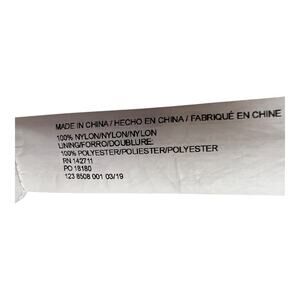 MADE IN CHINA / HECHO EN CHINA / FABRIQUÉ EN CHINE
100% NYLON/NYLON/NYLON
LINING/FORRO/DOUBLURE:
100% POLYESTER/POLIESTER/POLYESTER
RN 142711
PO 18180
123 8508 001 03/19